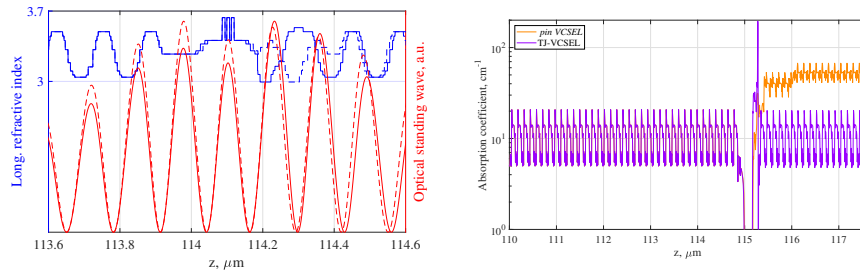 3.7
3
Long. refractive index
Optical standing wave, a.u.
113.6 113.8 114 114.2 114.4 114.6
z, μm
pin VCSEL
TJ-VCSEL
10²
10¹
10⁰
Absorption coefficient, cm⁻¹
110 111 112 113 114 115 116 117
z, μm